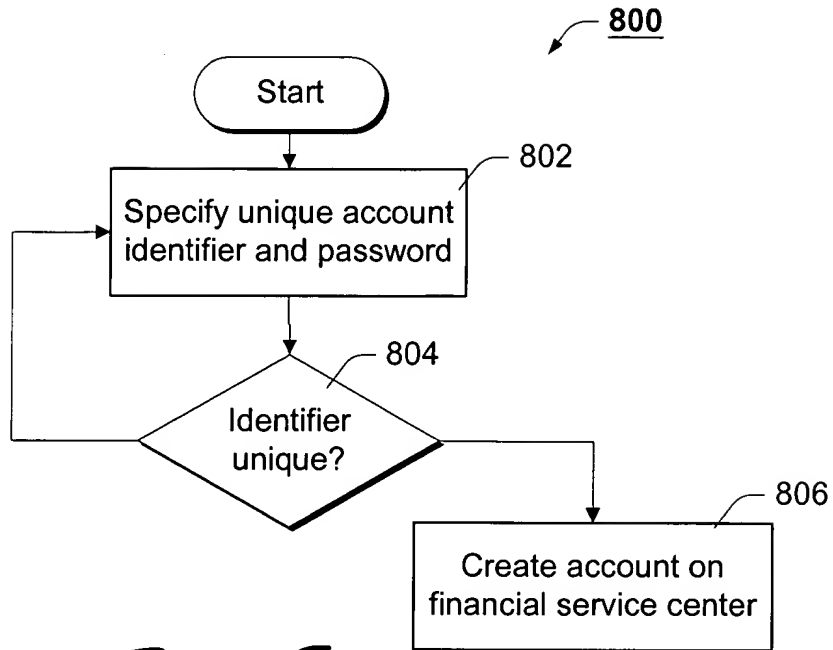 800
Start
802
Specify unique account
identifier and password
804
Identifier
unique?
806
Create account on
financial service center